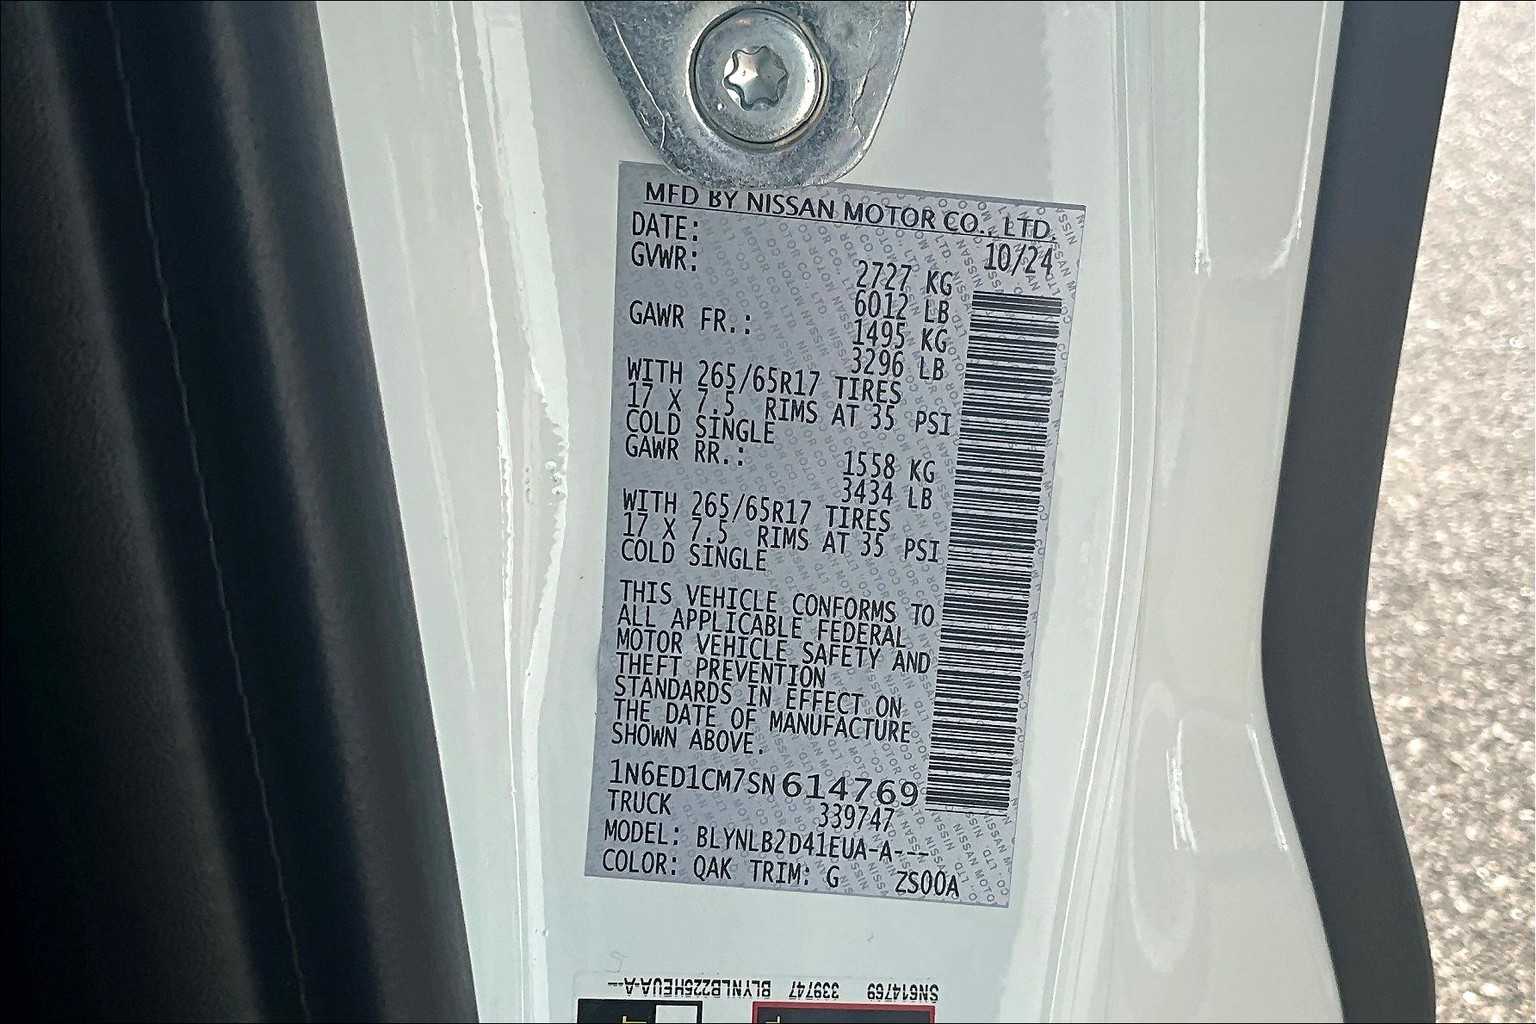 MFD BY NISSAN MOTOR CO., LTD.
DATE: 10/24
GVWR: 2727 KG
6012 LB
GAWR FR.: 1495 KG
3296 LB
WITH 265/65R17 TIRES
17 X 7.5 RIMS AT 35 PSI
COLD SINGLE
GAWR RR.: 1558 KG
3434 LB
WITH 265/65R17 TIRES
17 X 7.5 RIMS AT 35 PSI
COLD SINGLE
THIS VEHICLE CONFORMS TO
ALL APPLICABLE FEDERAL
MOTOR VEHICLE SAFETY AND
THEFT PREVENTION
STANDARDS IN EFFECT ON
THE DATE OF MANUFACTURE
SHOWN ABOVE.
1N6ED1CM7SN614769
TRUCK 339747
MODEL: BLYNLB2D41EUA-A---
COLOR: QAK TRIM: G ZS00A
SN614769 339747 BLYNLB225HEUA-A--